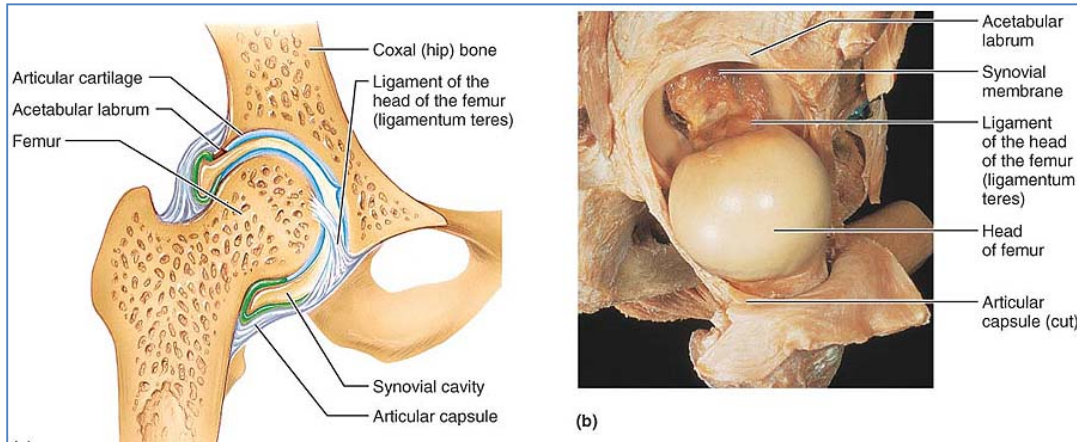 Coxal (hip) bone
Articular cartilage
Ligament of the
head of the femur
(ligamentum teres)
Acetabular labrum
Femur
Synovial cavity
Articular capsule
Acetabular
labrum
Synovial
membrane
Ligament
of the head
of the femur
(ligamentum
teres)
Head
of femur
Articular
capsule (cut)
(b)